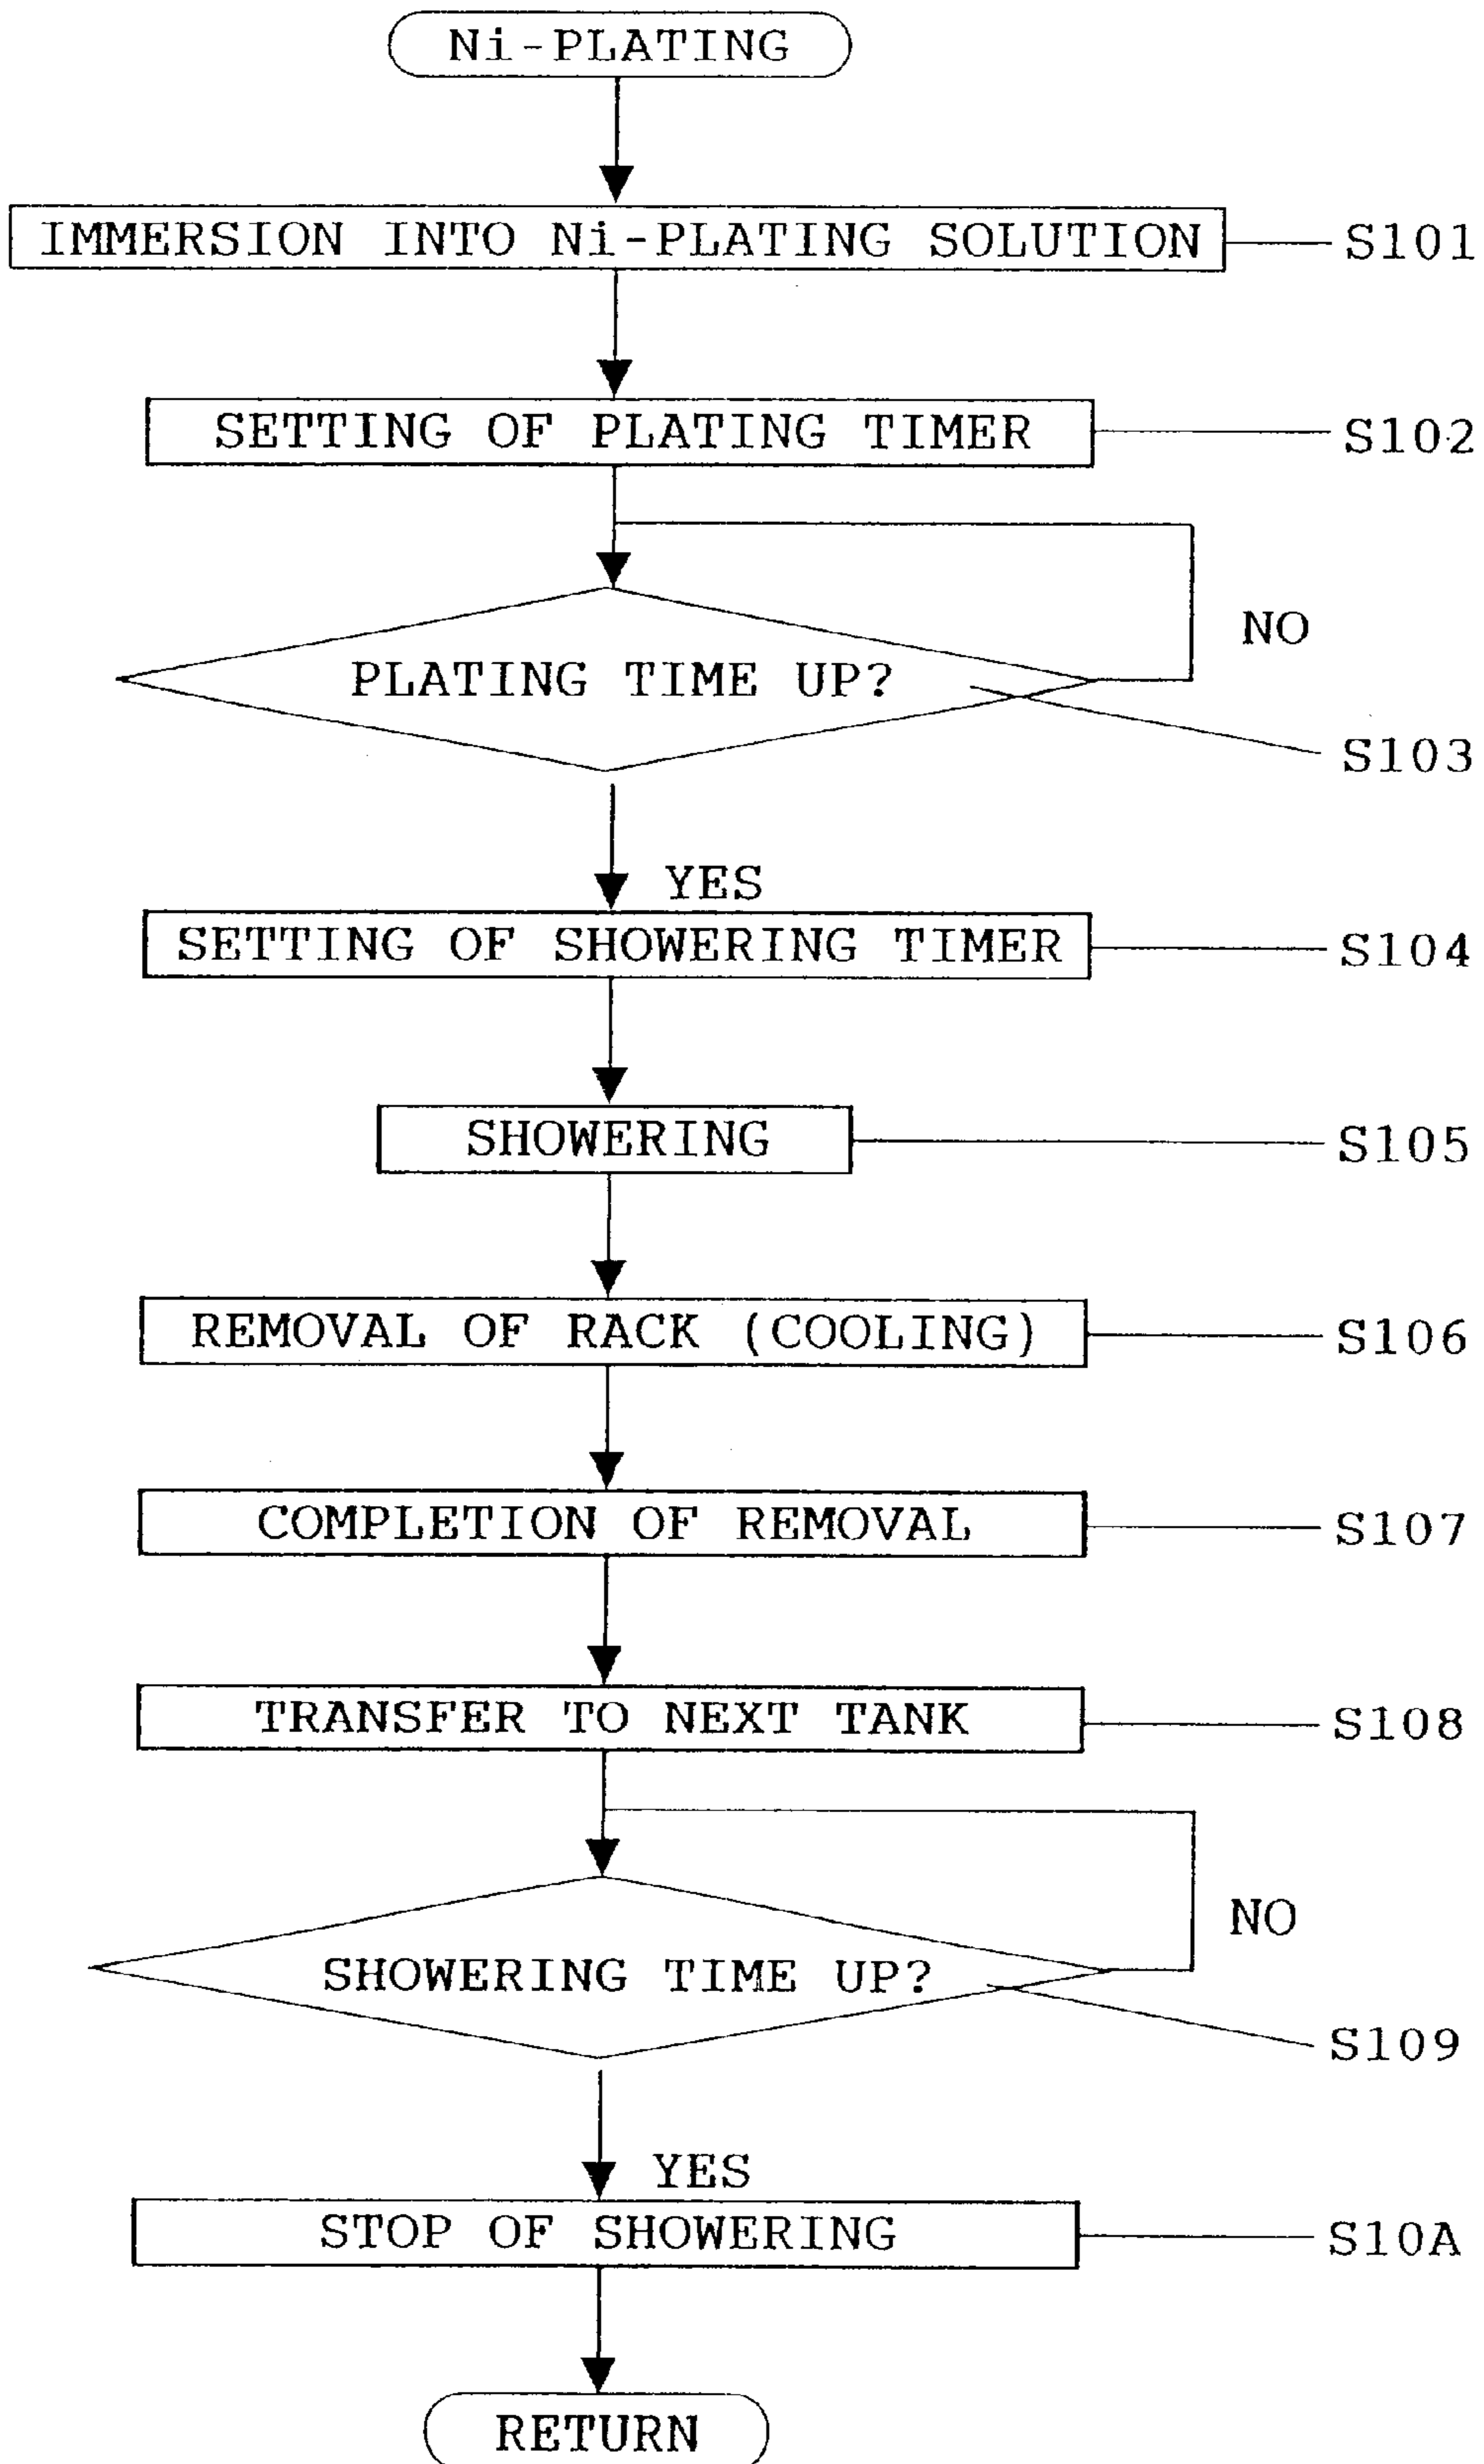 Ni-PLATING
IMMERSION INTO Ni-PLATING SOLUTION
S101
SETTING OF PLATING TIMER
S102
NO
PLATING TIME UP?
S103
YES
SETTING OF SHOWERING TIMER
S104
SHOWERING
S105
REMOVAL OF RACK (COOLING)
S106
COMPLETION OF REMOVAL
S107
TRANSFER TO NEXT TANK
S108
NO
SHOWERING TIME UP?
S109
YES
STOP OF SHOWERING
S10A
RETURN